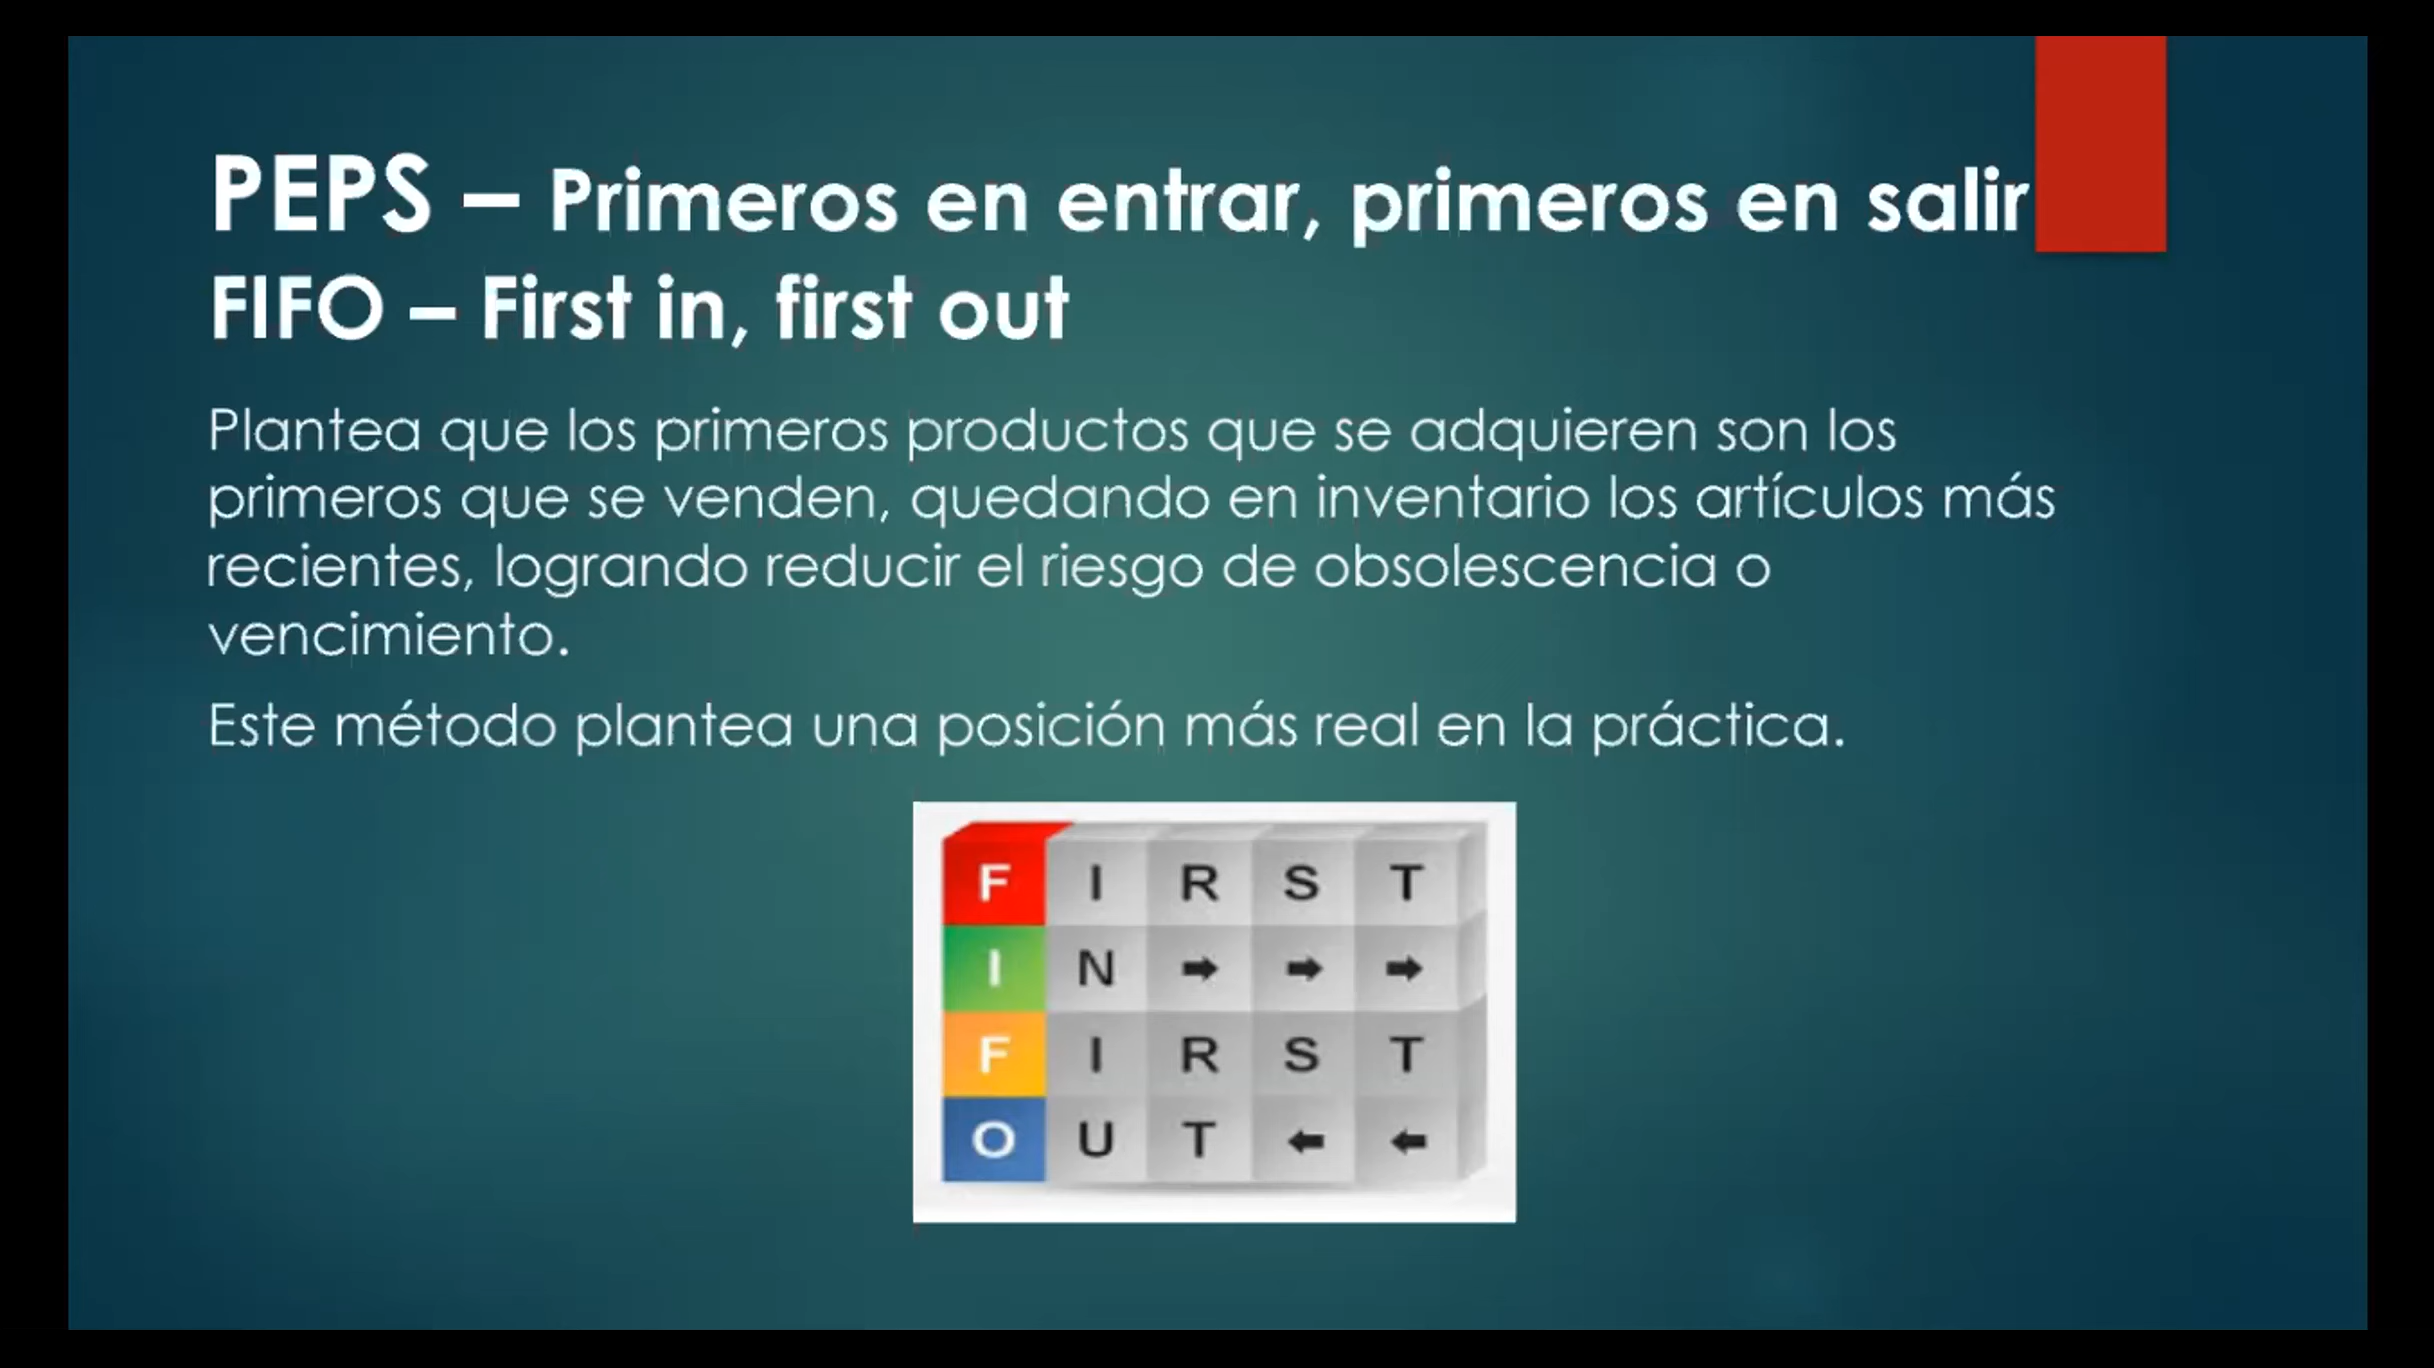 PEPS – Primeros en entrar, primeros en salir
FIFO – First in, first out
Plantea que los primeros productos que se adquieren son los
primeros que se venden, quedando en inventario los artículos más
recientes, logrando reducir el riesgo de obsolescencia o
vencimiento.
Este método plantea una posición más real en la práctica.
F I R S T
I N ➡ ➡ ➡
F I R S T
O U T ⬅ ⬅